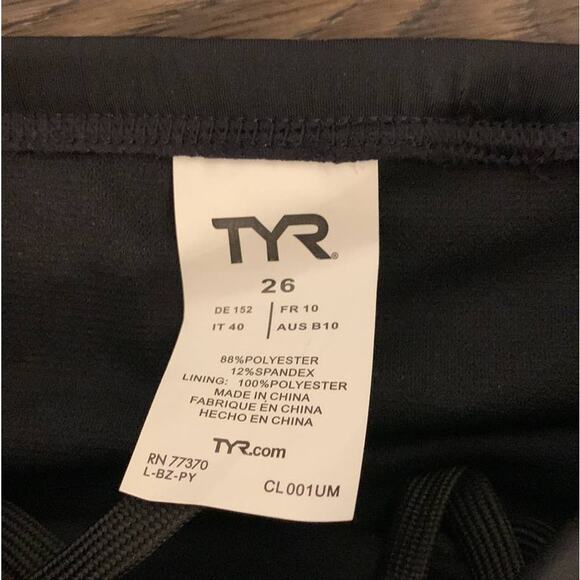 TYR®
26
DE 152 | FR 10
IT 40 | AUS B10
88%POLYESTER
12%SPANDEX
LINING: 100%POLYESTER
MADE IN CHINA
FABRIQUE ÉN CHINA
HECHO EN CHINA
TYR.com
RN 77370
L-BZ-PY
CL001UM